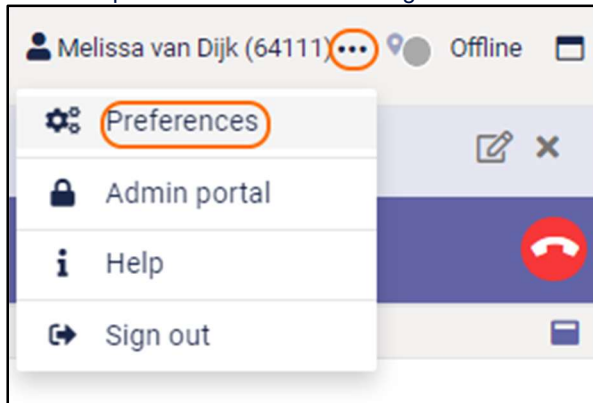 Melissa van Dijk (64111) ••• Offline
Preferences
Admin portal
Help
Sign out